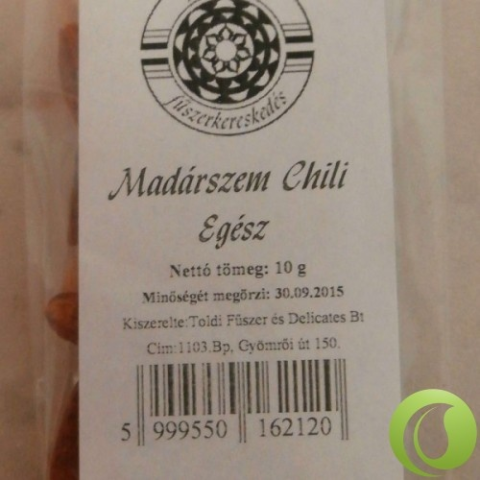 fűszerkereskedés
Madárszem Chili
Egész
Nettó tömeg: 10 g
Minőségét megőrzi: 30.09.2015
Kiszerelte:Toldi Fűszer és Delicates Bt
Cím:1103.Bp, Gyömrői út 150.
5 999550 162120